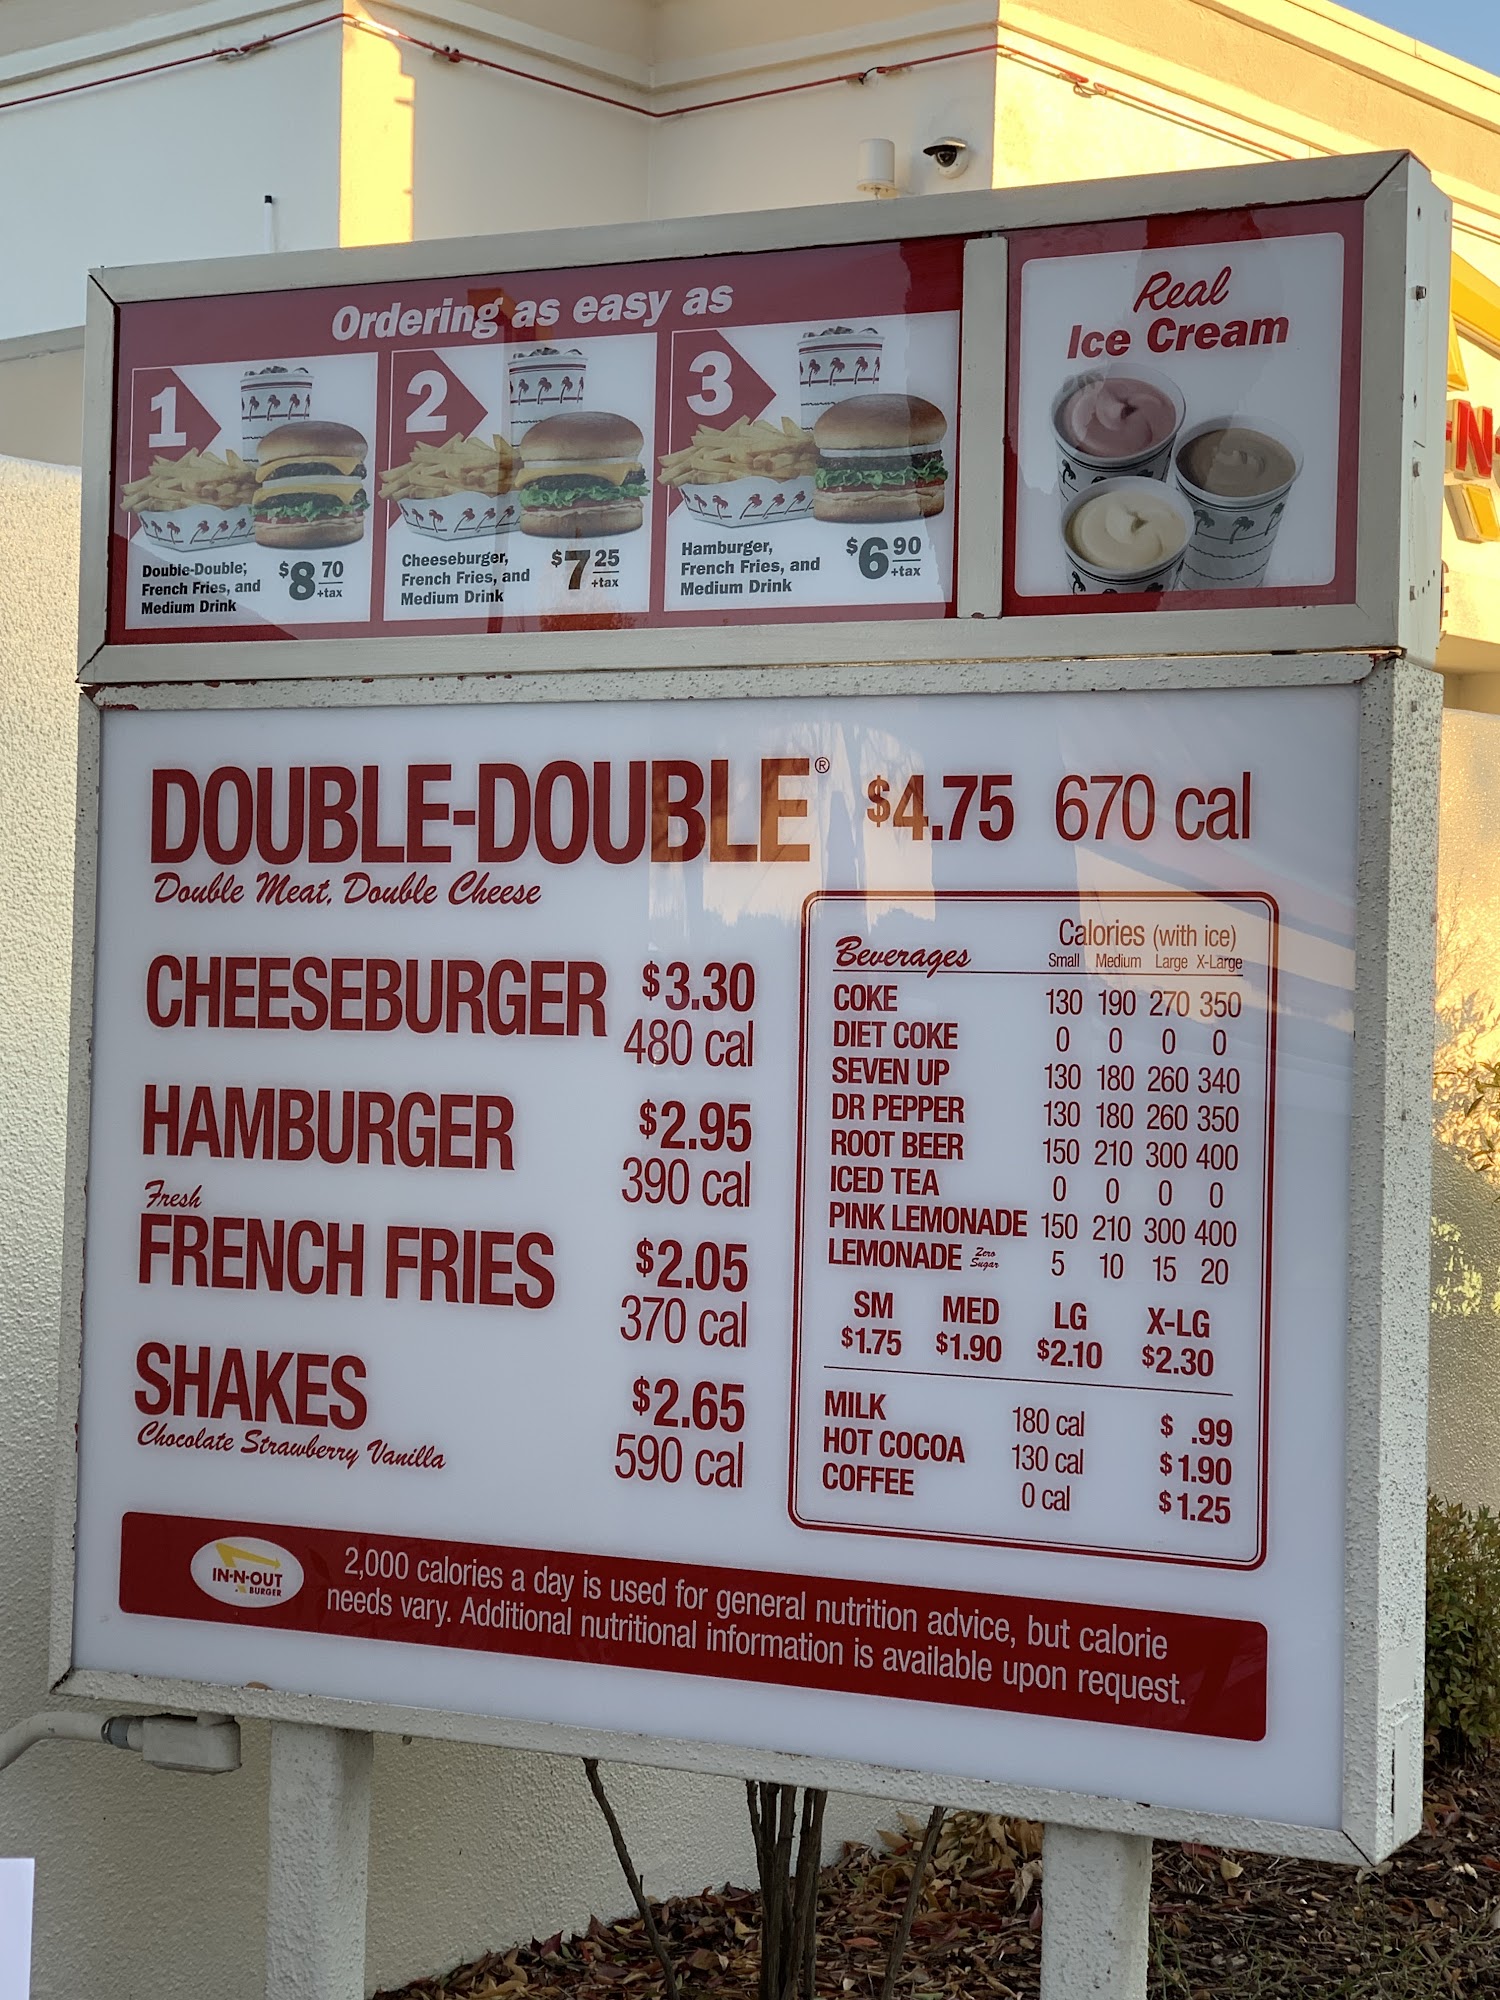 Ordering as easy as
1
Double-Double,
French Fries, and
Medium Drink
$8 70
+tax
2
Cheeseburger,
French Fries, and
Medium Drink
$7 25
+tax
3
Hamburger,
French Fries, and
Medium Drink
$6 90
+tax
Real
Ice Cream
DOUBLE-DOUBLE® $4.75 670 cal
Double Meat, Double Cheese
CHEESEBURGER $3.30
480 cal
HAMBURGER $2.95
390 cal
Fresh
FRENCH FRIES $2.05
370 cal
SHAKES $2.65
Chocolate Strawberry Vanilla 590 cal
Beverages Calories (with ice)
Small Medium Large X-Large
COKE 130 190 270 350
DIET COKE 0 0 0 0
SEVEN UP 130 180 260 340
DR PEPPER 130 180 260 350
ROOT BEER 150 210 300 400
ICED TEA 0 0 0 0
PINK LEMONADE 150 210 300 400
LEMONADE Zero Sugar 5 10 15 20
SM MED LG X-LG
$1.75 $1.90 $2.10 $2.30
MILK 180 cal $ .99
HOT COCOA 130 cal $1.90
COFFEE 0 cal $1.25
IN-N-OUT
BURGER
2,000 calories a day is used for general nutrition advice, but calorie
needs vary. Additional nutritional information is available upon request.
-N-